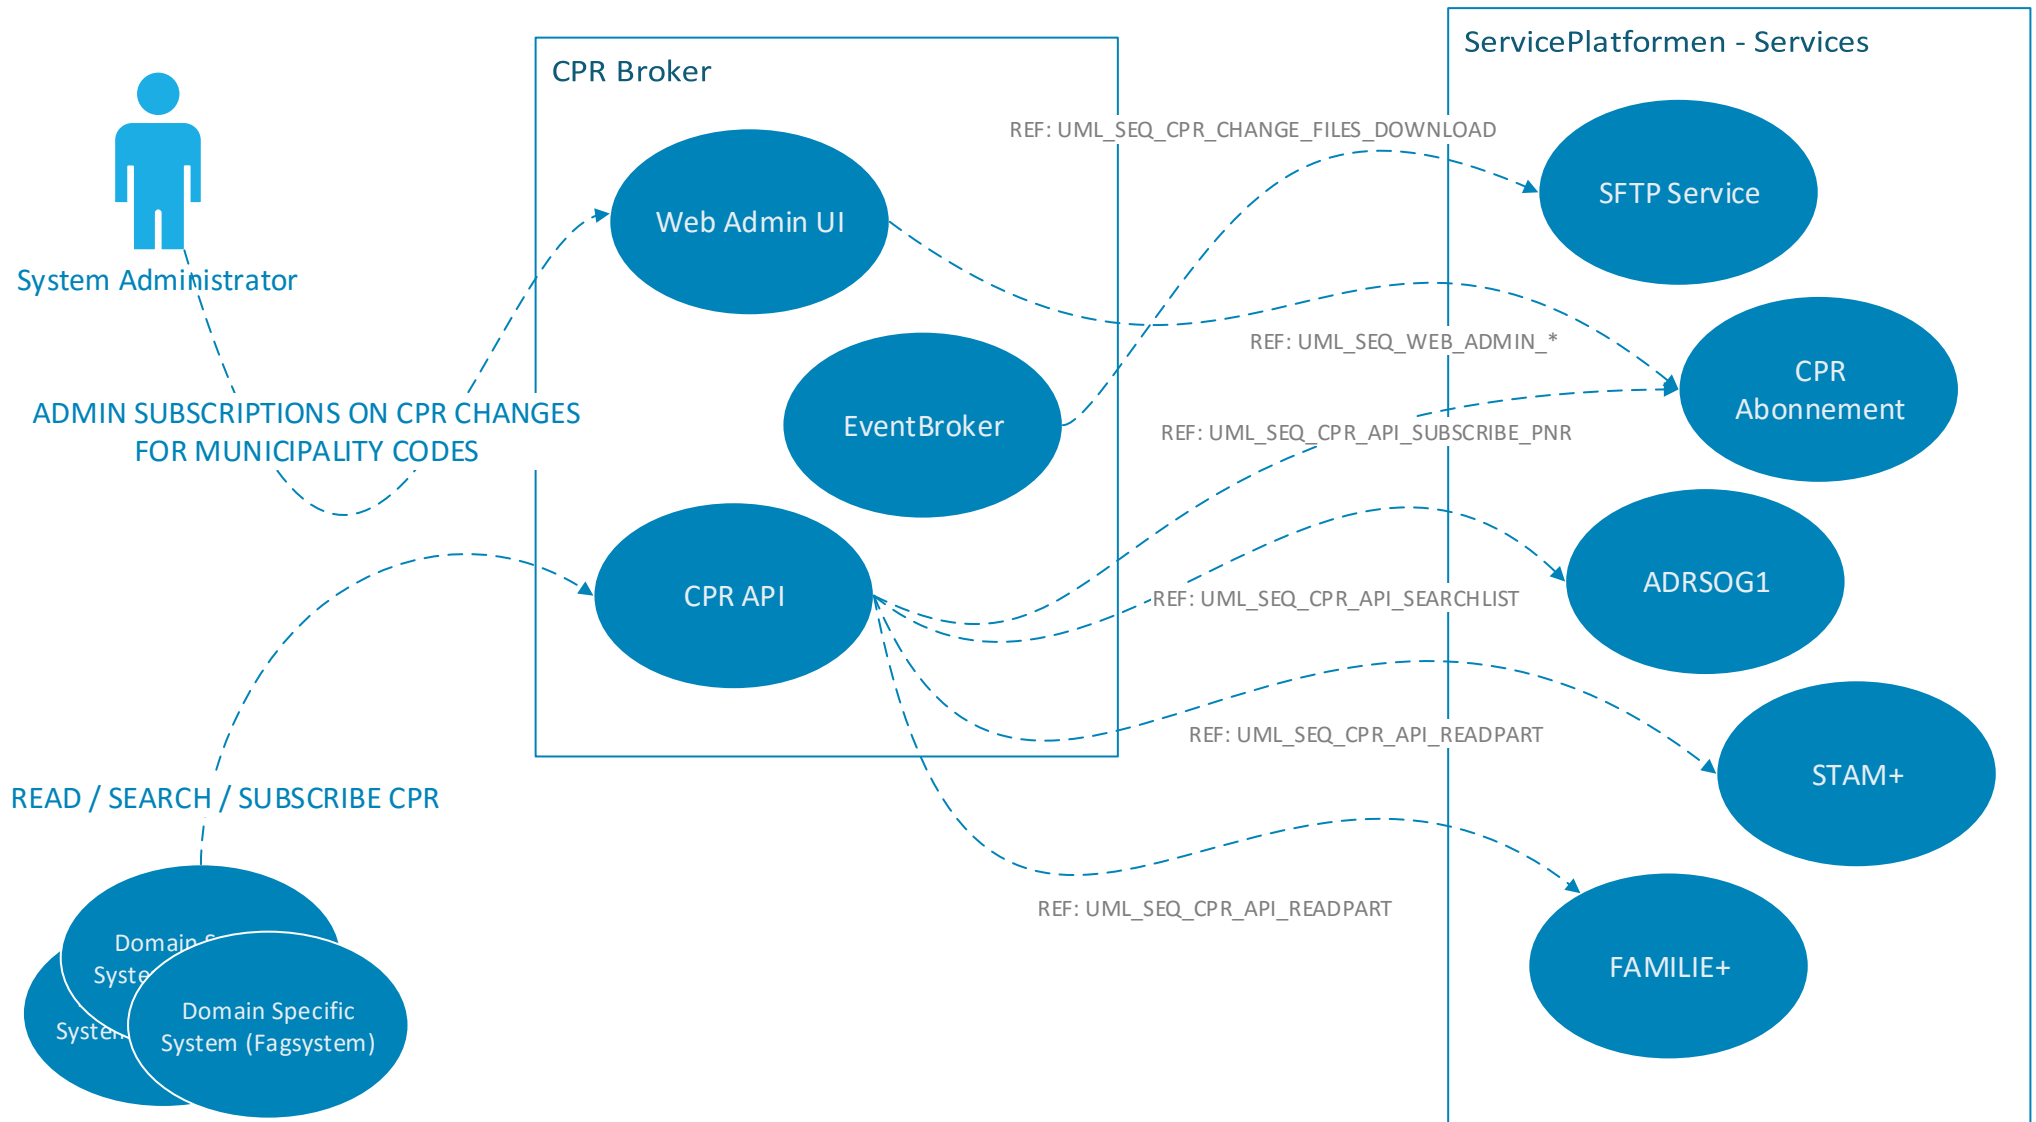 ServicePlatformen - Services
CPR Broker
REF: UML_SEQ_CPR_CHANGE_FILES_DOWNLOAD
SFTP Service
Web Admin UI
System Administrator
REF: UML_SEQ_WEB_ADMIN_*
CPR
Abonnement
ADMIN SUBSCRIPTIONS ON CPR CHANGES
FOR MUNICIPALITY CODES
EventBroker
REF: UML_SEQ_CPR_API_SUBSCRIBE_PNR
CPR API
ADRSOG1
REF: UML_SEQ_CPR_API_SEARCHLIST
REF: UML_SEQ_CPR_API_READPART
STAM+
READ / SEARCH / SUBSCRIBE CPR
REF: UML_SEQ_CPR_API_READPART
FAMILIE+
Domain
Domain Specific
System (Fagsystem)